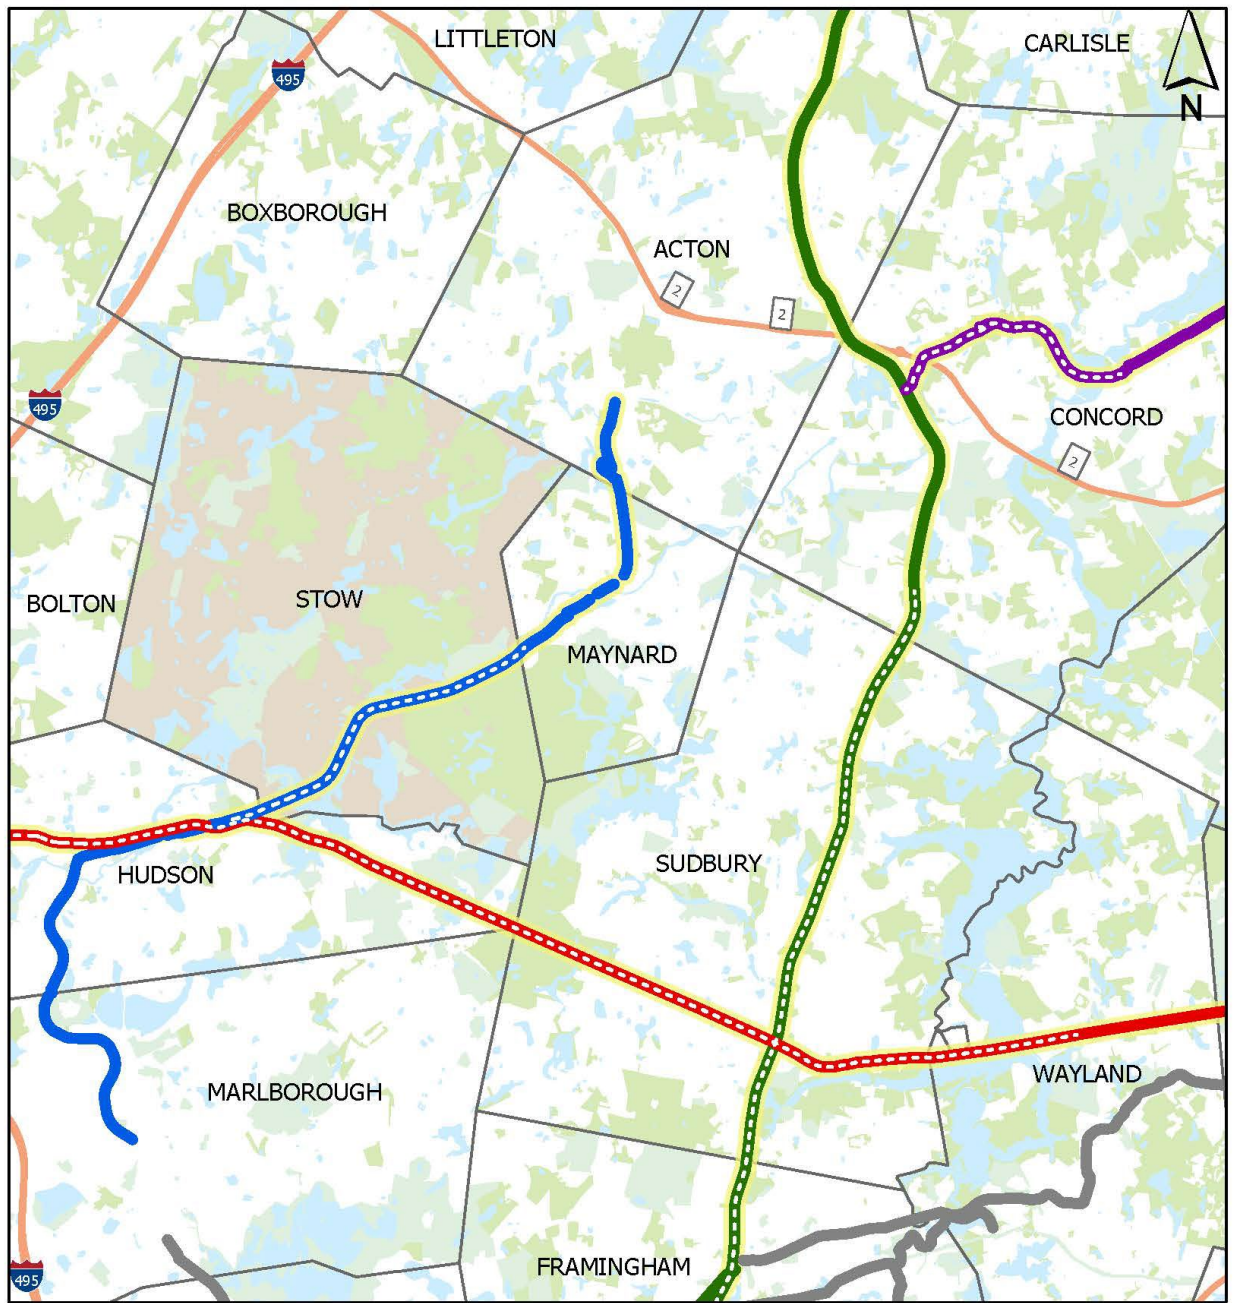 LITTLETON
CARLISLE
495
N
BOXBOROUGH
ACTON
2
2
495
CONCORD
2
STOW
BOLTON
MAYNARD
SUDBURY
HUDSON
WAYLAND
MARLBOROUGH
FRAMINGHAM
495